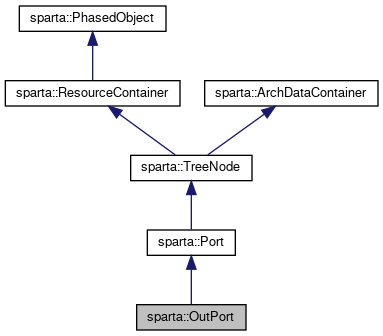 sparta::PhasedObject
sparta::ResourceContainer
sparta::ArchDataContainer
sparta::TreeNode
sparta::Port
sparta::OutPort